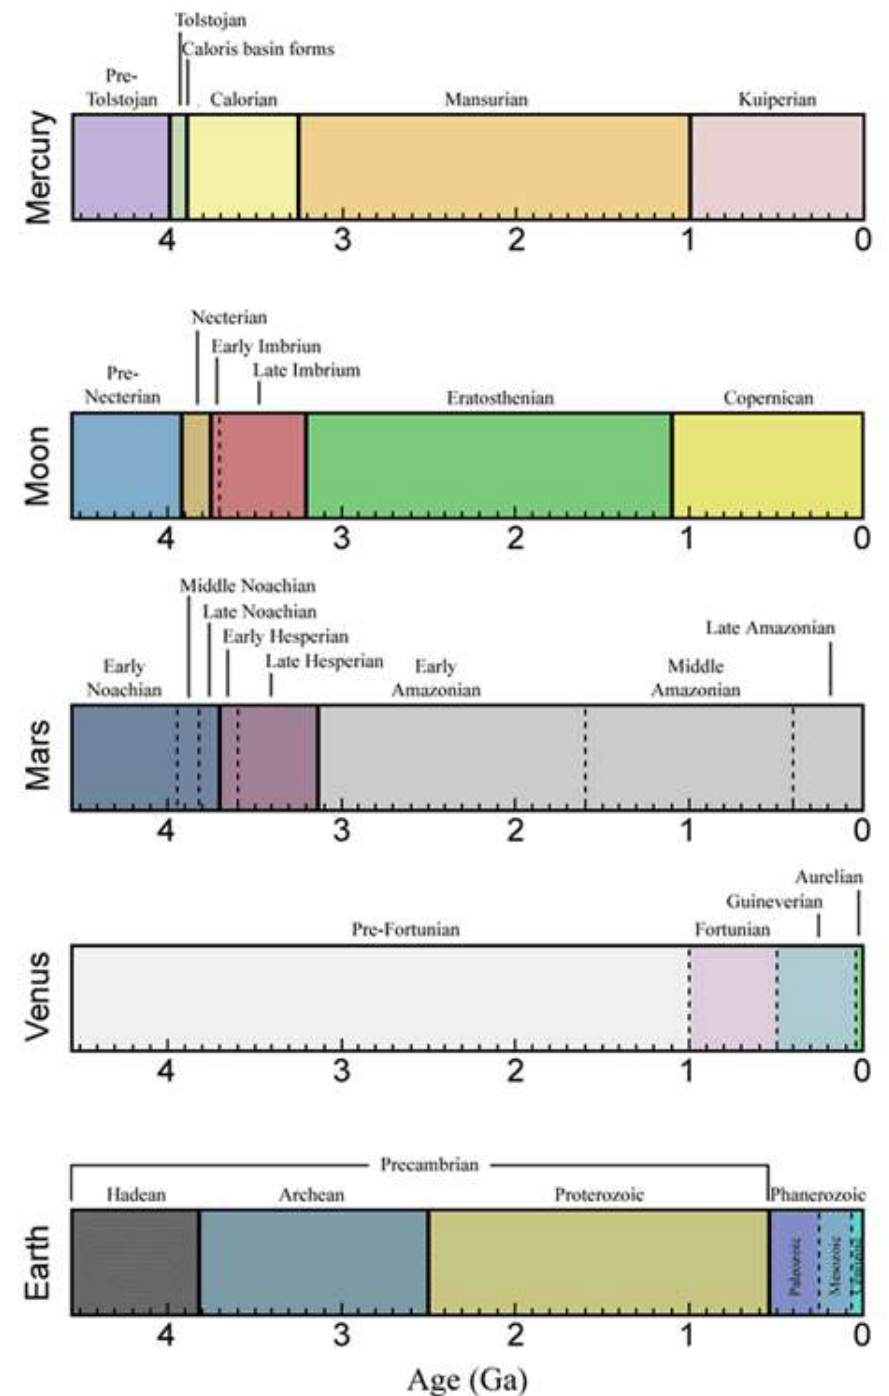 Tolstojan
Caloris basin forms
Pre-
Tolstojan
Calorian
Mansurian
Kuiperian
Mercury
4 3 2 1 0
Necterian
Early Imbriun
Late Imbrium
Pre-
Necterian
Eratosthenian
Copernican
Moon
4 3 2 1 0
Middle Noachian
Late Noachian
Early Hesperian
Late Hesperian
Early
Noachian
Early
Amazonian
Middle
Amazonian
Late Amazonian
Mars
4 3 2 1 0
Aurelian
Guineverian
Pre-Fortunian
Fortunian
Venus
4 3 2 1 0
Precambrian
Hadean
Archean
Proterozoic
Phanerozoic
Earth
Paleozoic
Mesozoic
Cenozoic
4 3 2 1 0
Age (Ga)